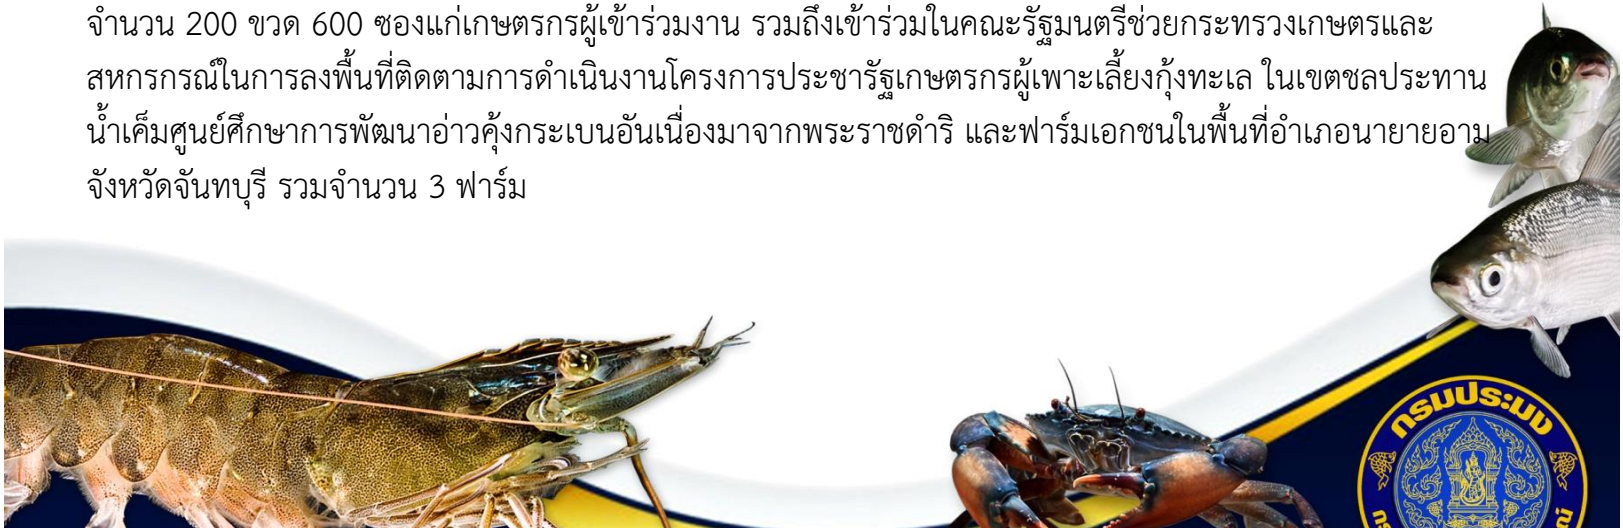 จำนวน 200 ขวด 600 ซองแก่เกษตรกรผู้เข้าร่วมงาน รวมถึงเข้าร่วมในคณะรัฐมนตรีช่วยกระทรวงเกษตรและ
สหกรกรณ์ในการลงพื้นที่ติดตามการดำเนินงานโครงการประชารัฐเกษตรกรผู้เพาะเลี้ยงกุ้งทะเล ในเขตชลประทาน
น้ำเค็มศูนย์ศึกษาการพัฒนาอ่าวคุ้งกระเบนอันเนื่องมาจากพระราชดำริ และฟาร์มเอกชนในพื้นที่อำเภอนายายอาม
จังหวัดจันทบุรี รวมจำนวน 3 ฟาร์ม
กรมประมง